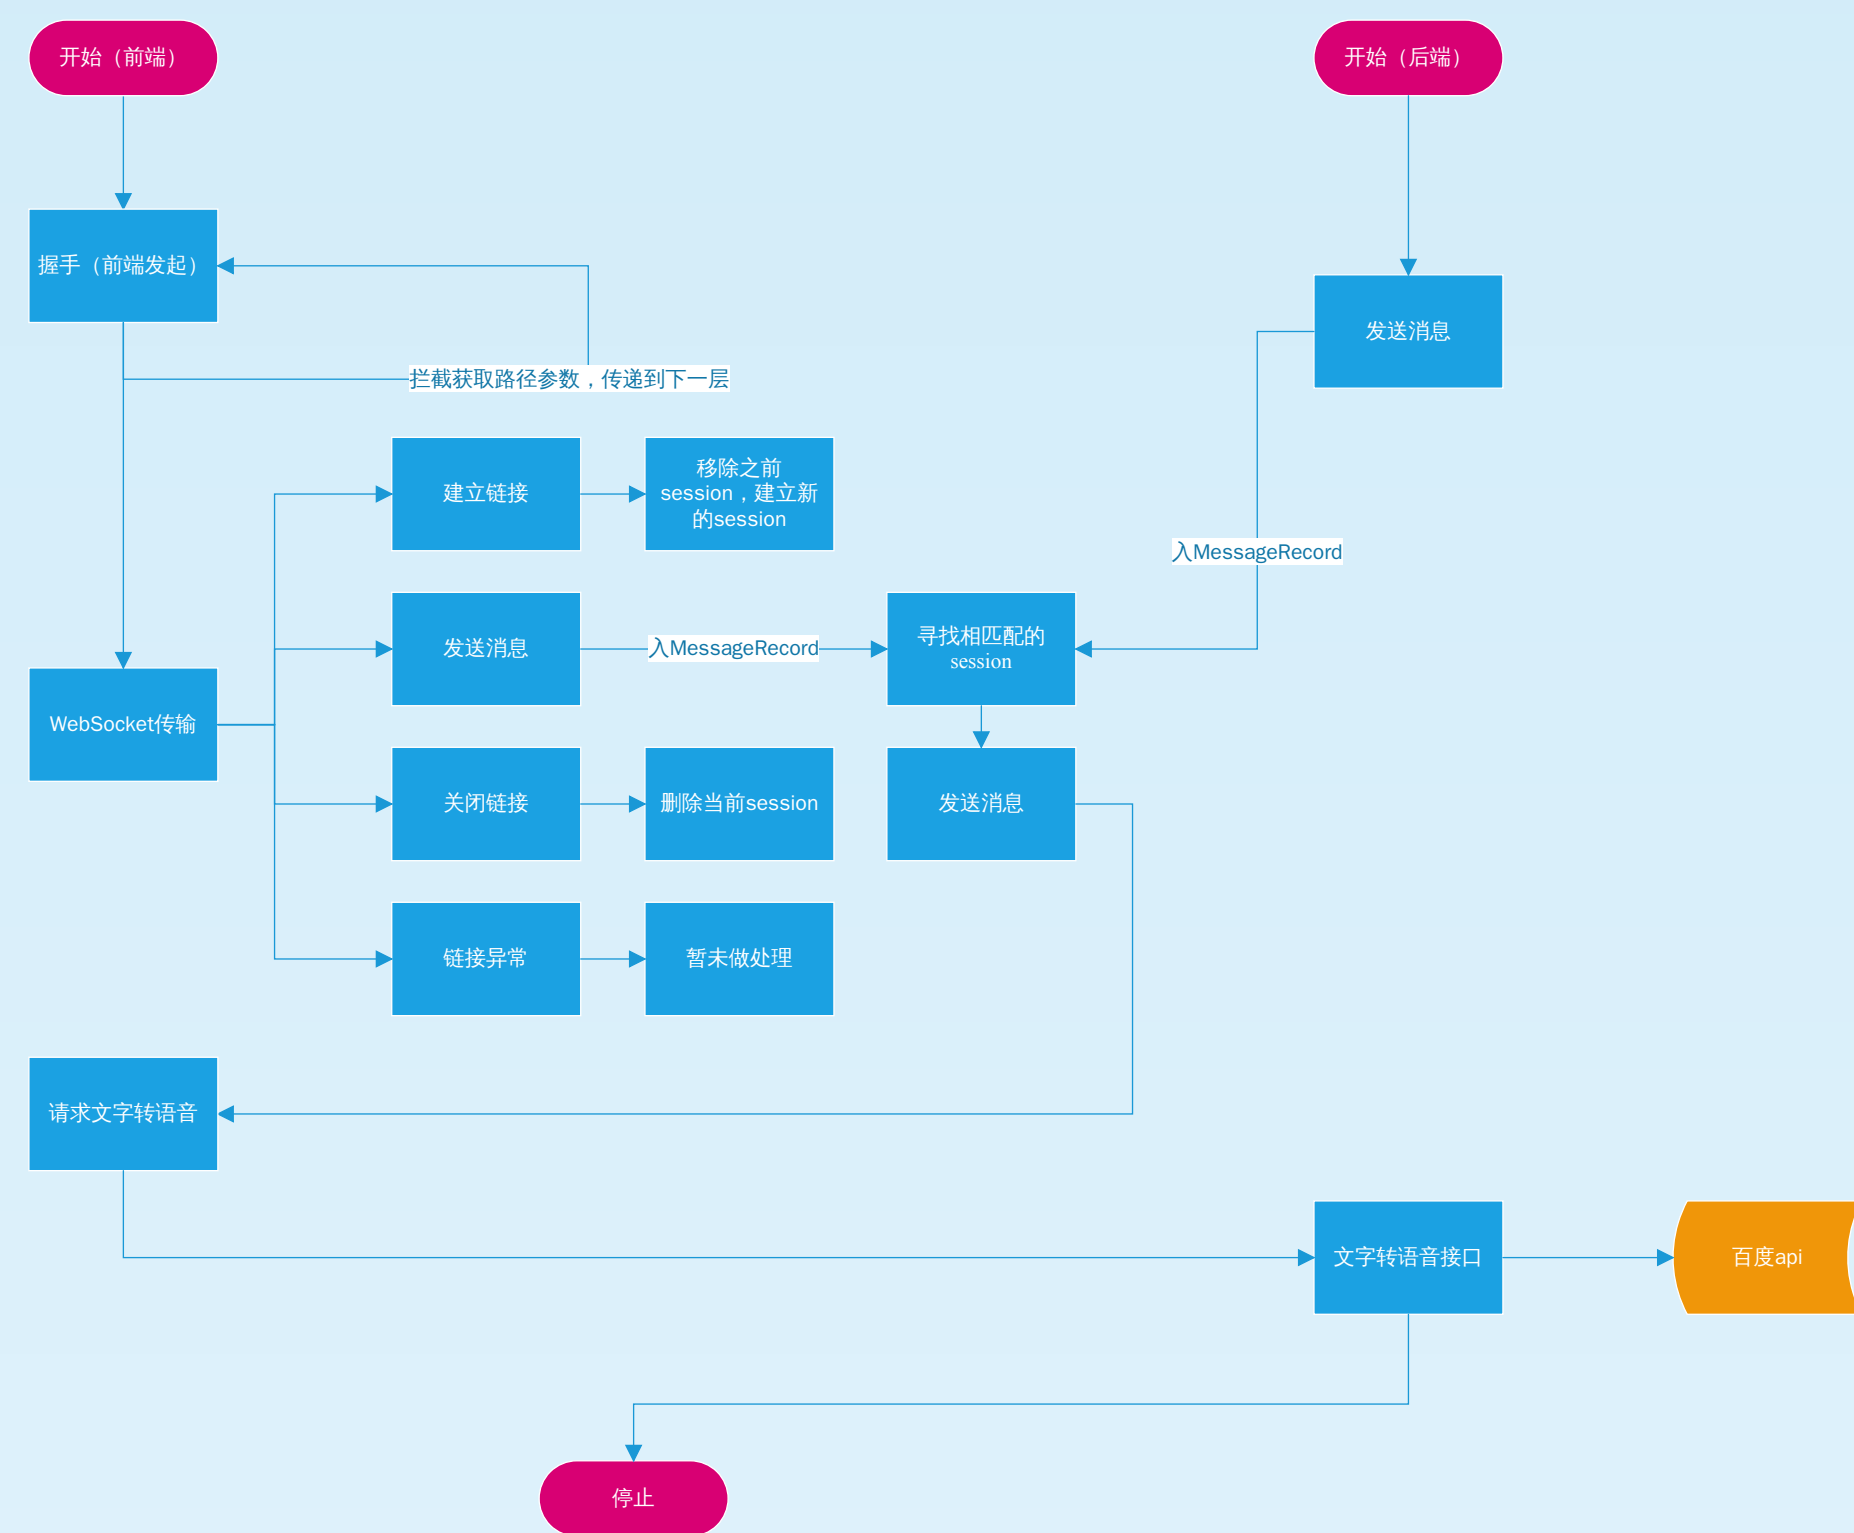 开始（前端）
开始（后端）
握手（前端发起）
发送消息
拦截获取路径参数，传递到下一层
建立链接
移除之前
session，建立新
的session
入MessageRecord
发送消息
入MessageRecord
寻找相匹配的
session
WebSocket传输
关闭链接
删除当前session
发送消息
链接异常
暂未做处理
请求文字转语音
文字转语音接口
百度api
停止